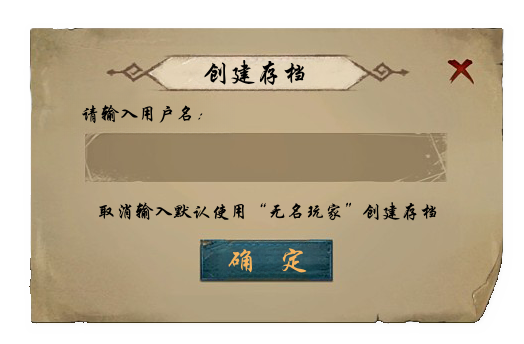 创建存档
请输入用户名：
取消输入默认使用“无名玩家”创建存档
确 定